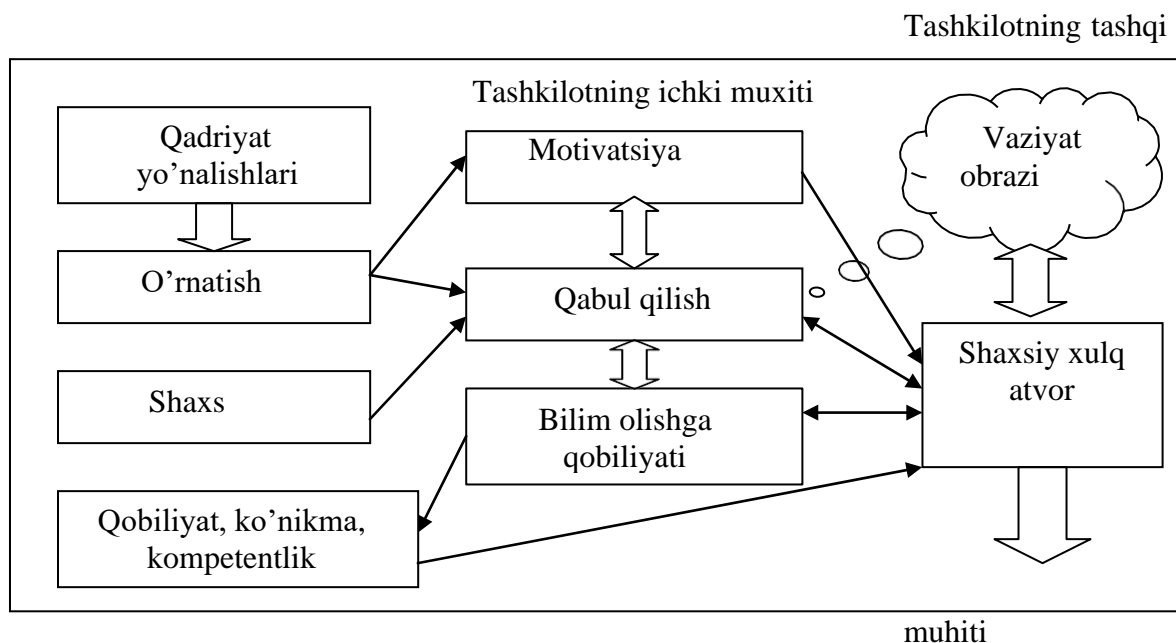 Tashkilotning tashqi
Tashkilotning ichki muxiti
Qadriyat
yo’nalishlari
Motivatsiya
Vaziyat
obrazi
O’rnatish
Qabul qilish
Shaxsiy xulq
atvor
Shaxs
Bilim olishga
qobiliyati
Qobiliyat, ko’nikma,
kompetentlik
muhiti